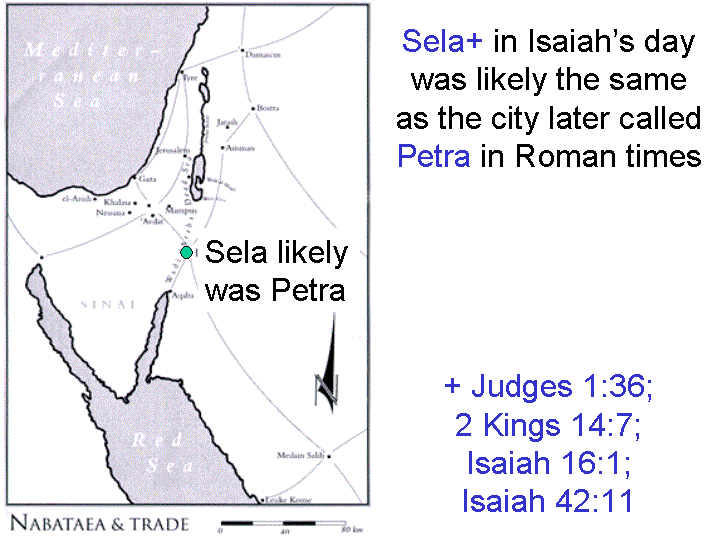 Sela+ in Isaiah's day
was likely the same
as the city later called
Petra in Roman times
Mediter-
ranean
Sea
Damascus
Tyre
Bostra
Jarash
Amman
Jerusalem
Gaza
el-Arish
Khalusa
Mampsis
Nessana
'Avdat
Sela likely
was Petra
SINAI
Aqaba
N
Red
Sea
Medain Salih
Leuke Kome
NABATAEA & TRADE
0 40 80 km
+ Judges 1:36;
2 Kings 14:7;
Isaiah 16:1;
Isaiah 42:11